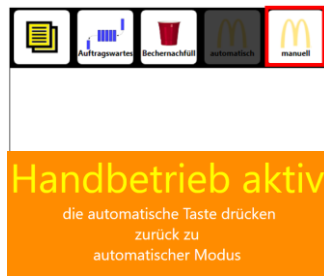 Auftragswartes
Bechernachfüll
automatisch
manuell
Handbetrieb aktiv
die automatische Taste drücken
zurück zu
automatischer Modus